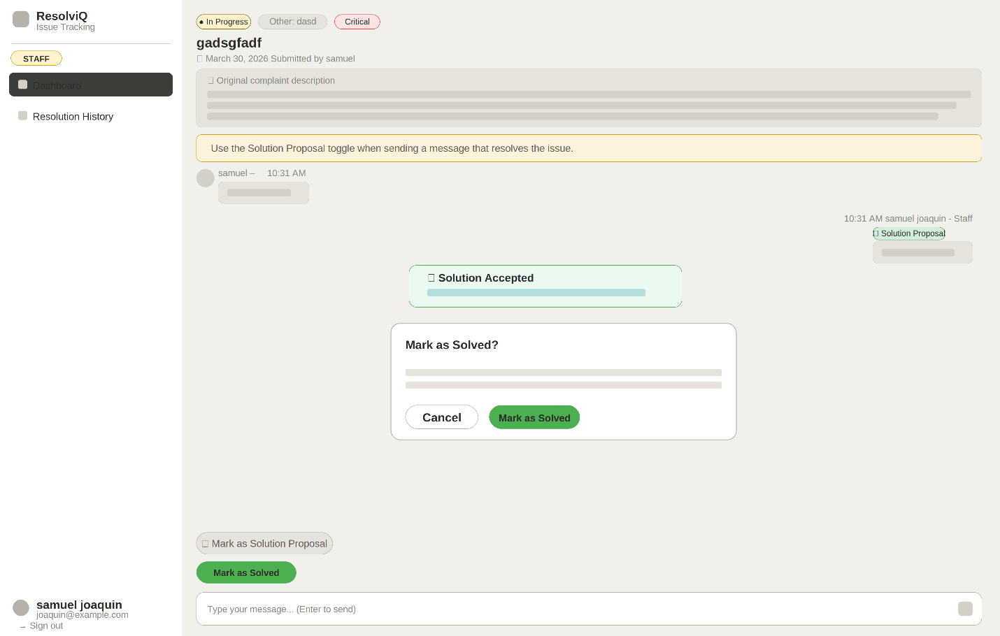 ResolviQ
Issue Tracking
STAFF
Dashboard
Resolution History
samuel joaquin
joaquin@example.com
→ Sign out
● In Progress
Other: dasd
Critical
gadsgfadf
March 30, 2026 Submitted by samuel
Original complaint description
Use the Solution Proposal toggle when sending a message that resolves the issue.
samuel – 10:31 AM
10:31 AM samuel joaquin - Staff
Solution Proposal
Solution Accepted
Mark as Solved?
Cancel
Mark as Solved
Mark as Solution Proposal
Mark as Solved
Type your message... (Enter to send)